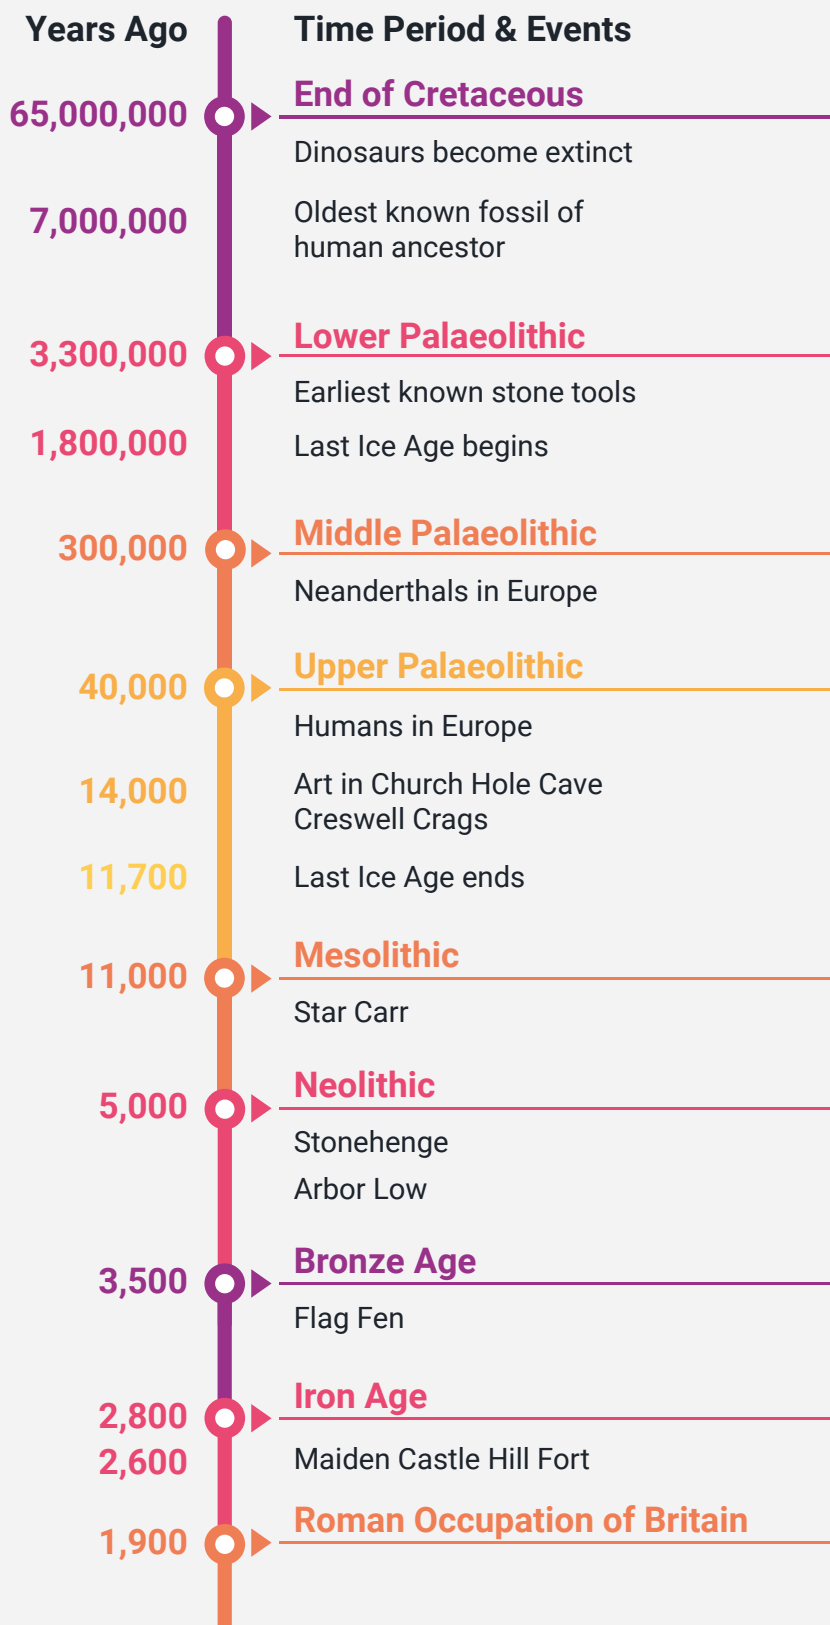 Years Ago Time Period & Events
End of Cretaceous
65,000,000
Dinosaurs become extinct
7,000,000 Oldest known fossil of
human ancestor
Lower Palaeolithic
3,300,000
Earliest known stone tools
1,800,000 Last Ice Age begins
Middle Palaeolithic
300,000
Neanderthals in Europe
Upper Palaeolithic
40,000
Humans in Europe
14,000 Art in Church Hole Cave
Creswell Crags
11,700 Last Ice Age ends
Mesolithic
11,000
Star Carr
Neolithic
5,000
Stonehenge
Arbor Low
Bronze Age
3,500
Flag Fen
Iron Age
2,800
2,600 Maiden Castle Hill Fort
Roman Occupation of Britain
1,900